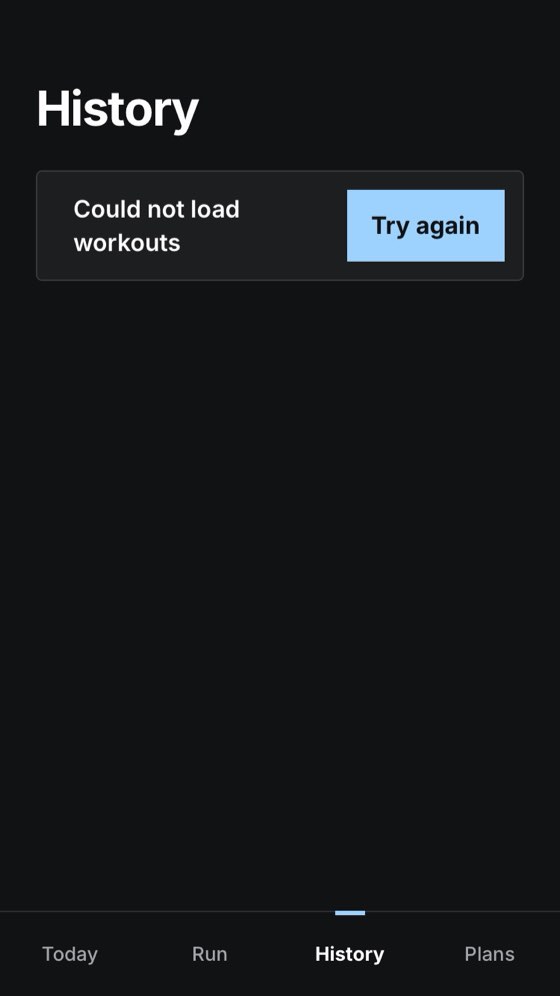 History
Could not load
workouts
Try again
Today
Run
History
Plans